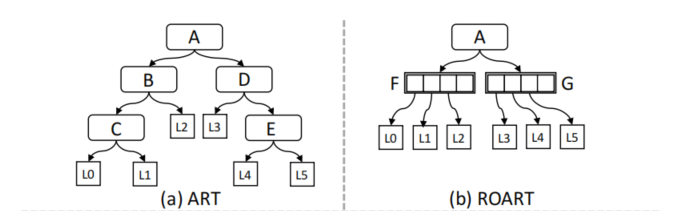 A
B D
C L2 L3 E
L0 L1 L4 L5
(a) ART
A
F G
L0 L1 L2 L3 L4 L5
(b) ROART